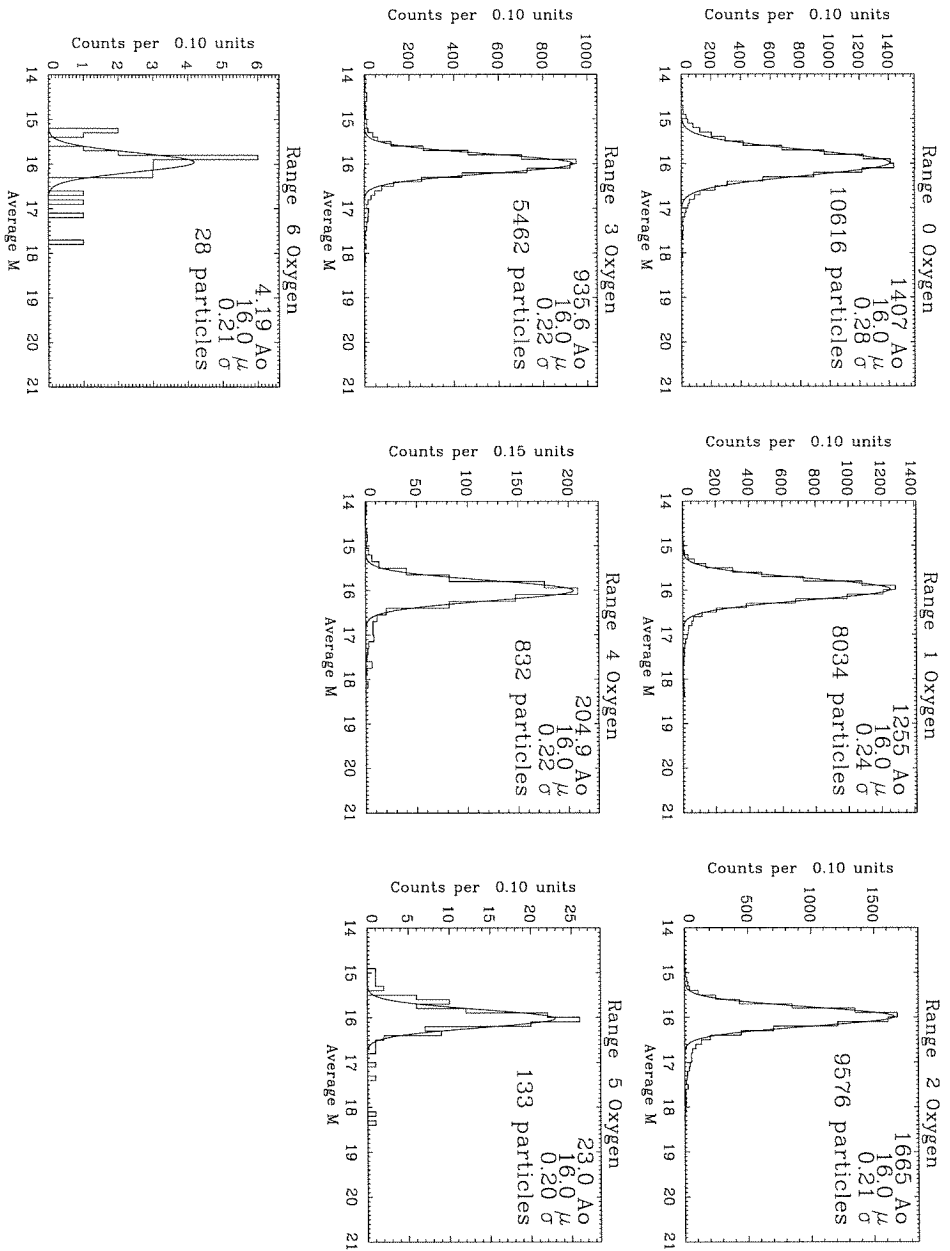 Range 0 Oxygen
1407 Ao
16.0 μ
0.28 σ
10616 particles
Counts per 0.10 units
0 200 400 600 800 1000 1200 1400
14 15 16 17 18 19 20 21
Average M
Range 1 Oxygen
1255 Ao
16.0 μ
0.24 σ
8034 particles
Counts per 0.10 units
0 200 400 600 800 1000 1200 1400
14 15 16 17 18 19 20 21
Average M
Range 2 Oxygen
1665 Ao
16.0 μ
0.21 σ
9576 particles
Counts per 0.10 units
0 500 1000 1500
14 15 16 17 18 19 20 21
Average M
Range 3 Oxygen
935.6 Ao
16.0 μ
0.22 σ
5462 particles
Counts per 0.10 units
0 200 400 600 800 1000
14 15 16 17 18 19 20 21
Average M
Range 4 Oxygen
204.9 Ao
16.0 μ
0.22 σ
832 particles
Counts per 0.15 units
0 50 100 150 200
14 15 16 17 18 19 20 21
Average M
Range 5 Oxygen
23.0 Ao
16.0 μ
0.20 σ
133 particles
Counts per 0.10 units
0 5 10 15 20 25
14 15 16 17 18 19 20 21
Average M
Range 6 Oxygen
4.19 Ao
16.0 μ
0.21 σ
28 particles
Counts per 0.10 units
0 1 2 3 4 5 6
14 15 16 17 18 19 20 21
Average M